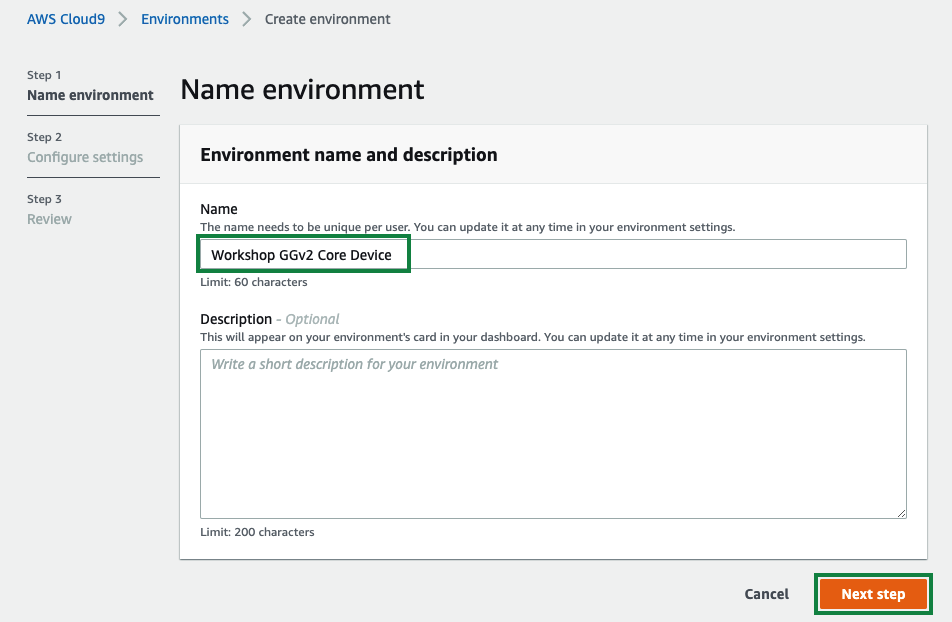 AWS Cloud9 > Environments > Create environment
Step 1
Name environment
Step 2
Configure settings
Step 3
Review
Name environment
Environment name and description
Name
The name needs to be unique per user. You can update it at any time in your environment settings.
Workshop GGv2 Core Device
Limit: 60 characters
Description - Optional
This will appear on your environment's card in your dashboard. You can update it at any time in your environment settings.
Write a short description for your environment
Limit: 200 characters
Cancel Next step